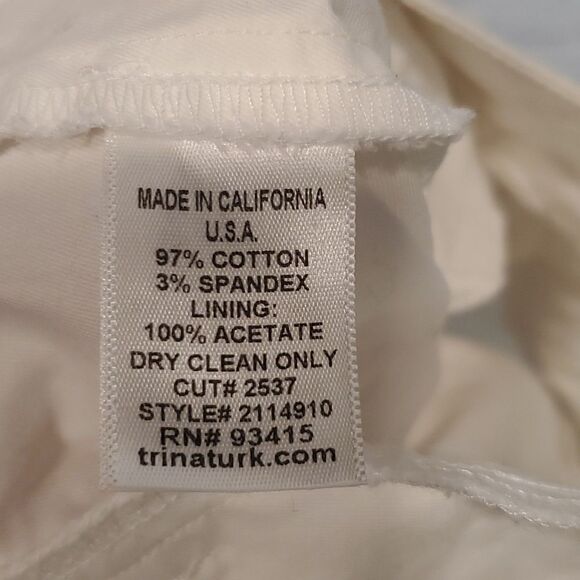 MADE IN CALIFORNIA
U.S.A.
97% COTTON
3% SPANDEX
LINING:
100% ACETATE
DRY CLEAN ONLY
CUT# 2537
STYLE# 2114910
RN# 93415
trinaturk.com